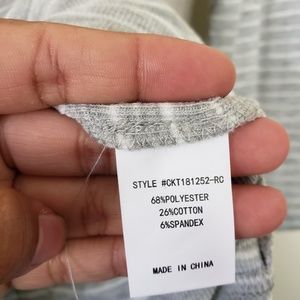 STYLE #CKT181252-RC
68%POLYESTER
26%COTTON
6%SPANDEX
MADE IN CHINA